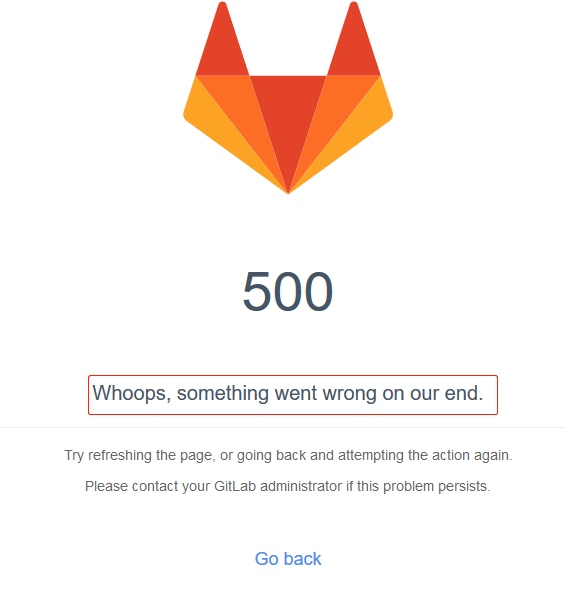 500
Whoops, something went wrong on our end.
Try refreshing the page, or going back and attempting the action again.
Please contact your GitLab administrator if this problem persists.
Go back